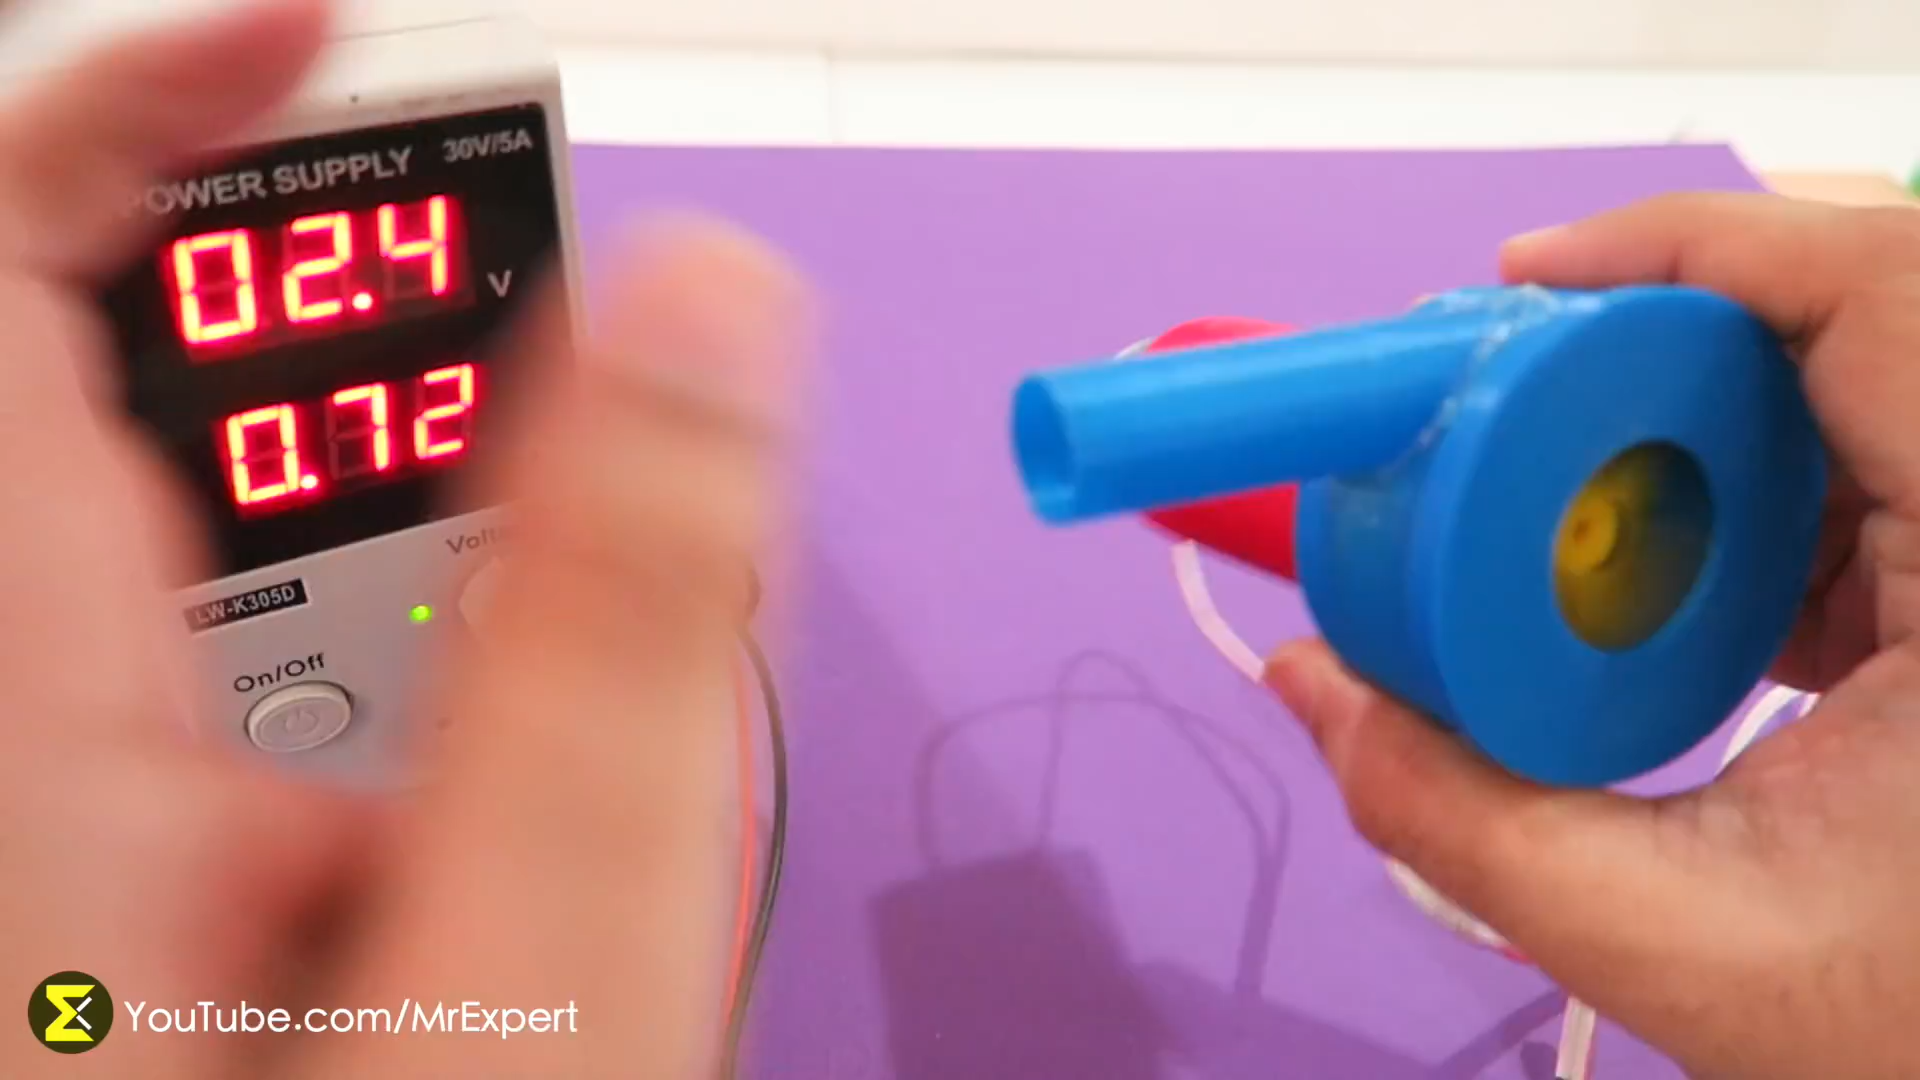 POWER SUPPLY 30V/5A
02.4 V
0.72
LW-K305D
On/Off
YouTube.com/MrExpert